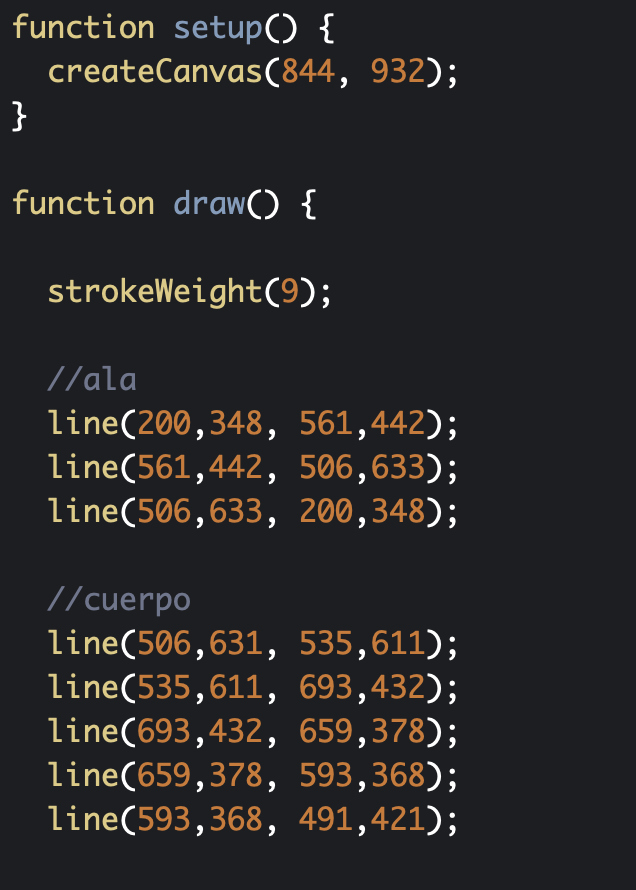 function setup() {
  createCanvas(844, 932);
}

function draw() {

  strokeWeight(9);

  //ala
  line(200,348, 561,442);
  line(561,442, 506,633);
  line(506,633, 200,348);

  //cuerpo
  line(506,631, 535,611);
  line(535,611, 693,432);
  line(693,432, 659,378);
  line(659,378, 593,368);
  line(593,368, 491,421);